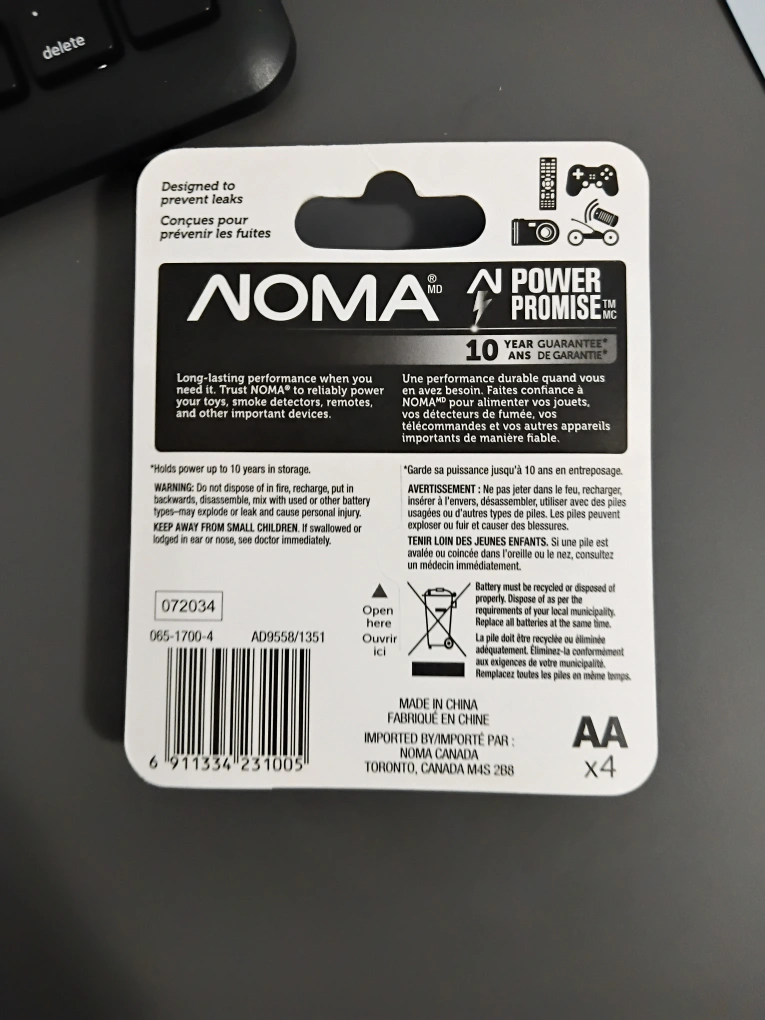 delete
Designed to
prevent leaks
Conçues pour
prévenir les fuites
NOMA® MD
POWER
PROMISE™ MC
10 YEAR GUARANTEE*
ANS DE GARANTIE*
Long-lasting performance when you
need it. Trust NOMA® to reliably power
your toys, smoke detectors, remotes,
and other important devices.
Une performance durable quand vous
en avez besoin. Faites confiance à
NOMAᴹᴰ pour alimenter vos jouets,
vos détecteurs de fumée, vos
télécommandes et vos autres appareils
importants de manière fiable.
*Holds power up to 10 years in storage.
WARNING: Do not dispose of in fire, recharge, put in
backwards, disassemble, mix with used or other battery
types–may explode or leak and cause personal injury.
KEEP AWAY FROM SMALL CHILDREN. If swallowed or
lodged in ear or nose, see doctor immediately.
*Garde sa puissance jusqu'à 10 ans en entreposage.
AVERTISSEMENT : Ne pas jeter dans le feu, recharger,
insérer à l'envers, désassembler, utiliser avec des piles
usagées ou d'autres types de piles. Les piles peuvent
exploser ou fuir et causer des blessures.
TENIR LOIN DES JEUNES ENFANTS. Si une pile est
avalée ou coincée dans l'oreille ou le nez, consultez
un médecin immédiatement.
072034
065-1700-4 AD9558/1351
6 911334 231005
Open
here
Ouvrir
ici
Battery must be recycled or disposed of
properly. Dispose of as per the
requirements of your local municipality.
Replace all batteries at the same time.
La pile doit être recyclée ou éliminée
adéquatement. Éliminez-la conformément
aux exigences de votre municipalité.
Remplacez toutes les piles en même temps.
MADE IN CHINA
FABRIQUÉ EN CHINE
IMPORTED BY/IMPORTÉ PAR :
NOMA CANADA
TORONTO, CANADA M4S 2B8
AA
x4